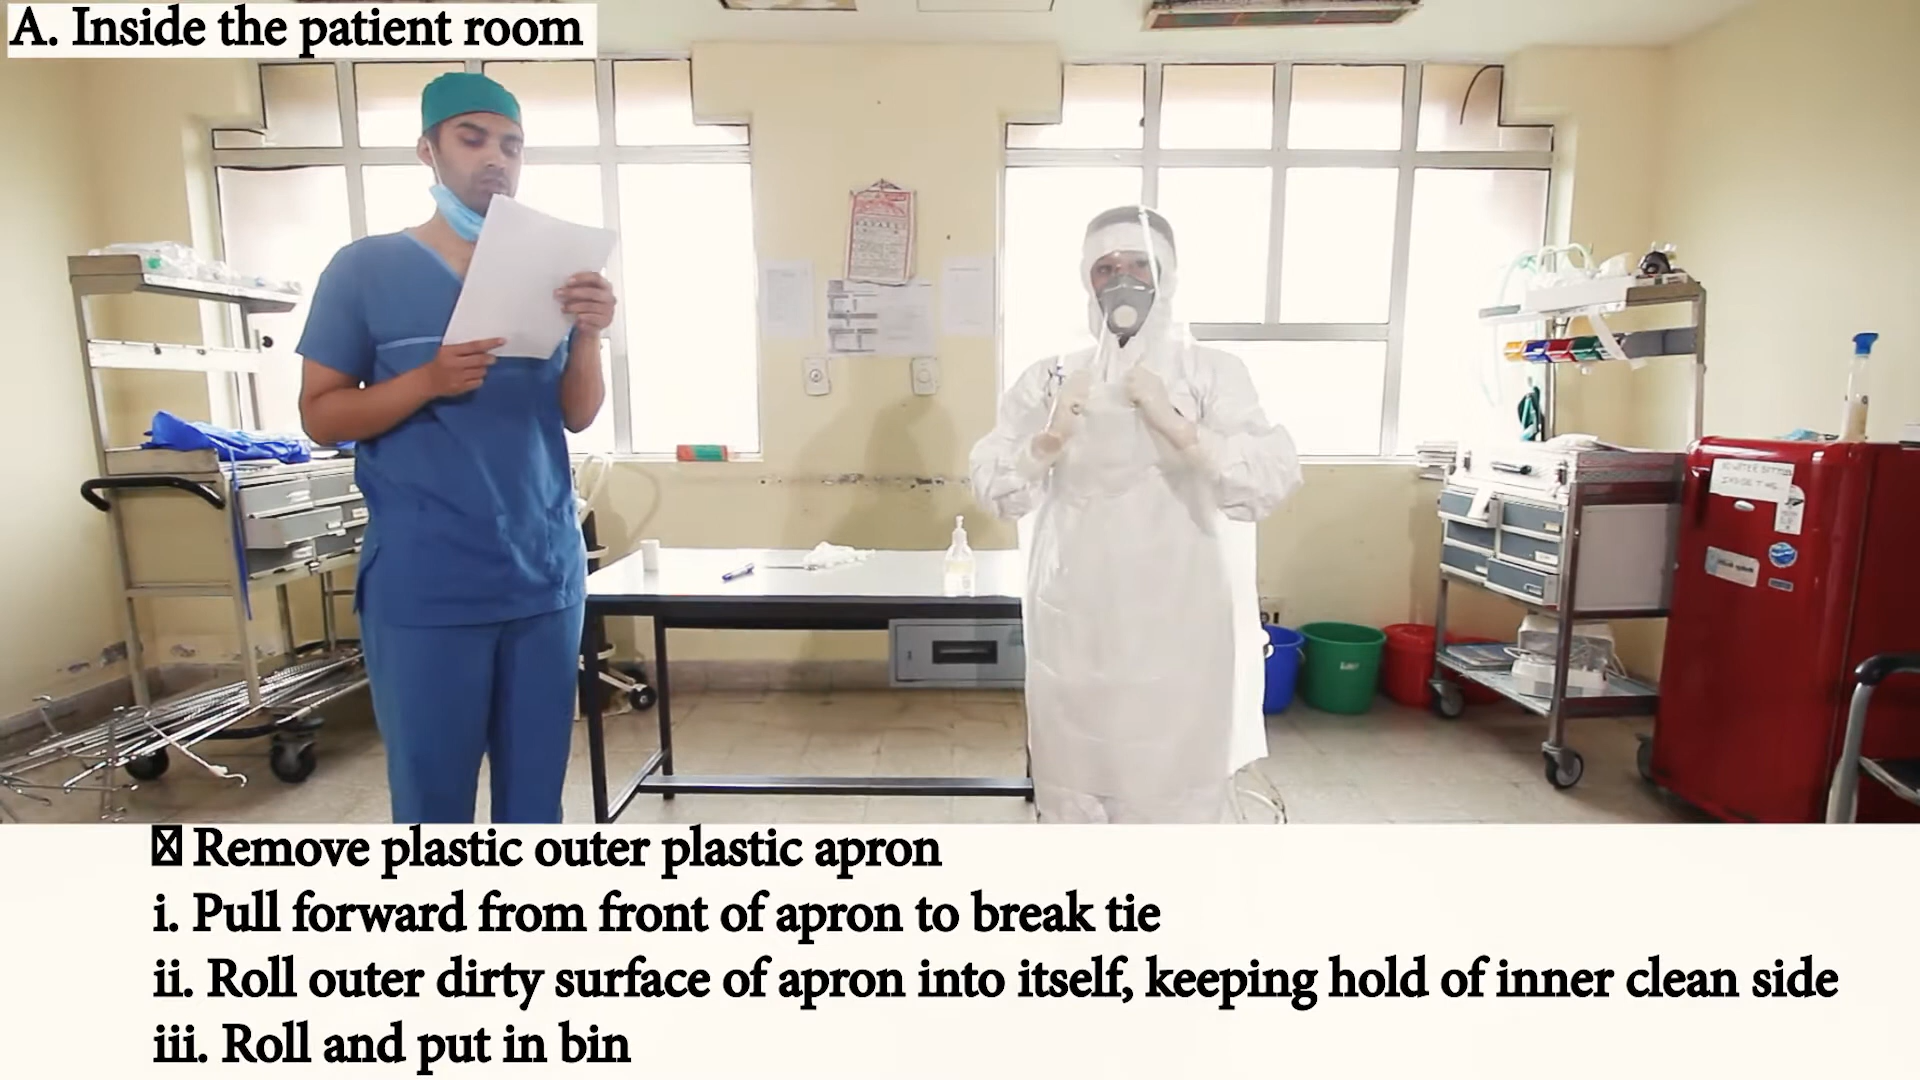 A. Inside the patient room
Remove plastic outer plastic apron
i. Pull forward from front of apron to break tie
ii. Roll outer dirty surface of apron into itself, keeping hold of inner clean side
iii. Roll and put in bin